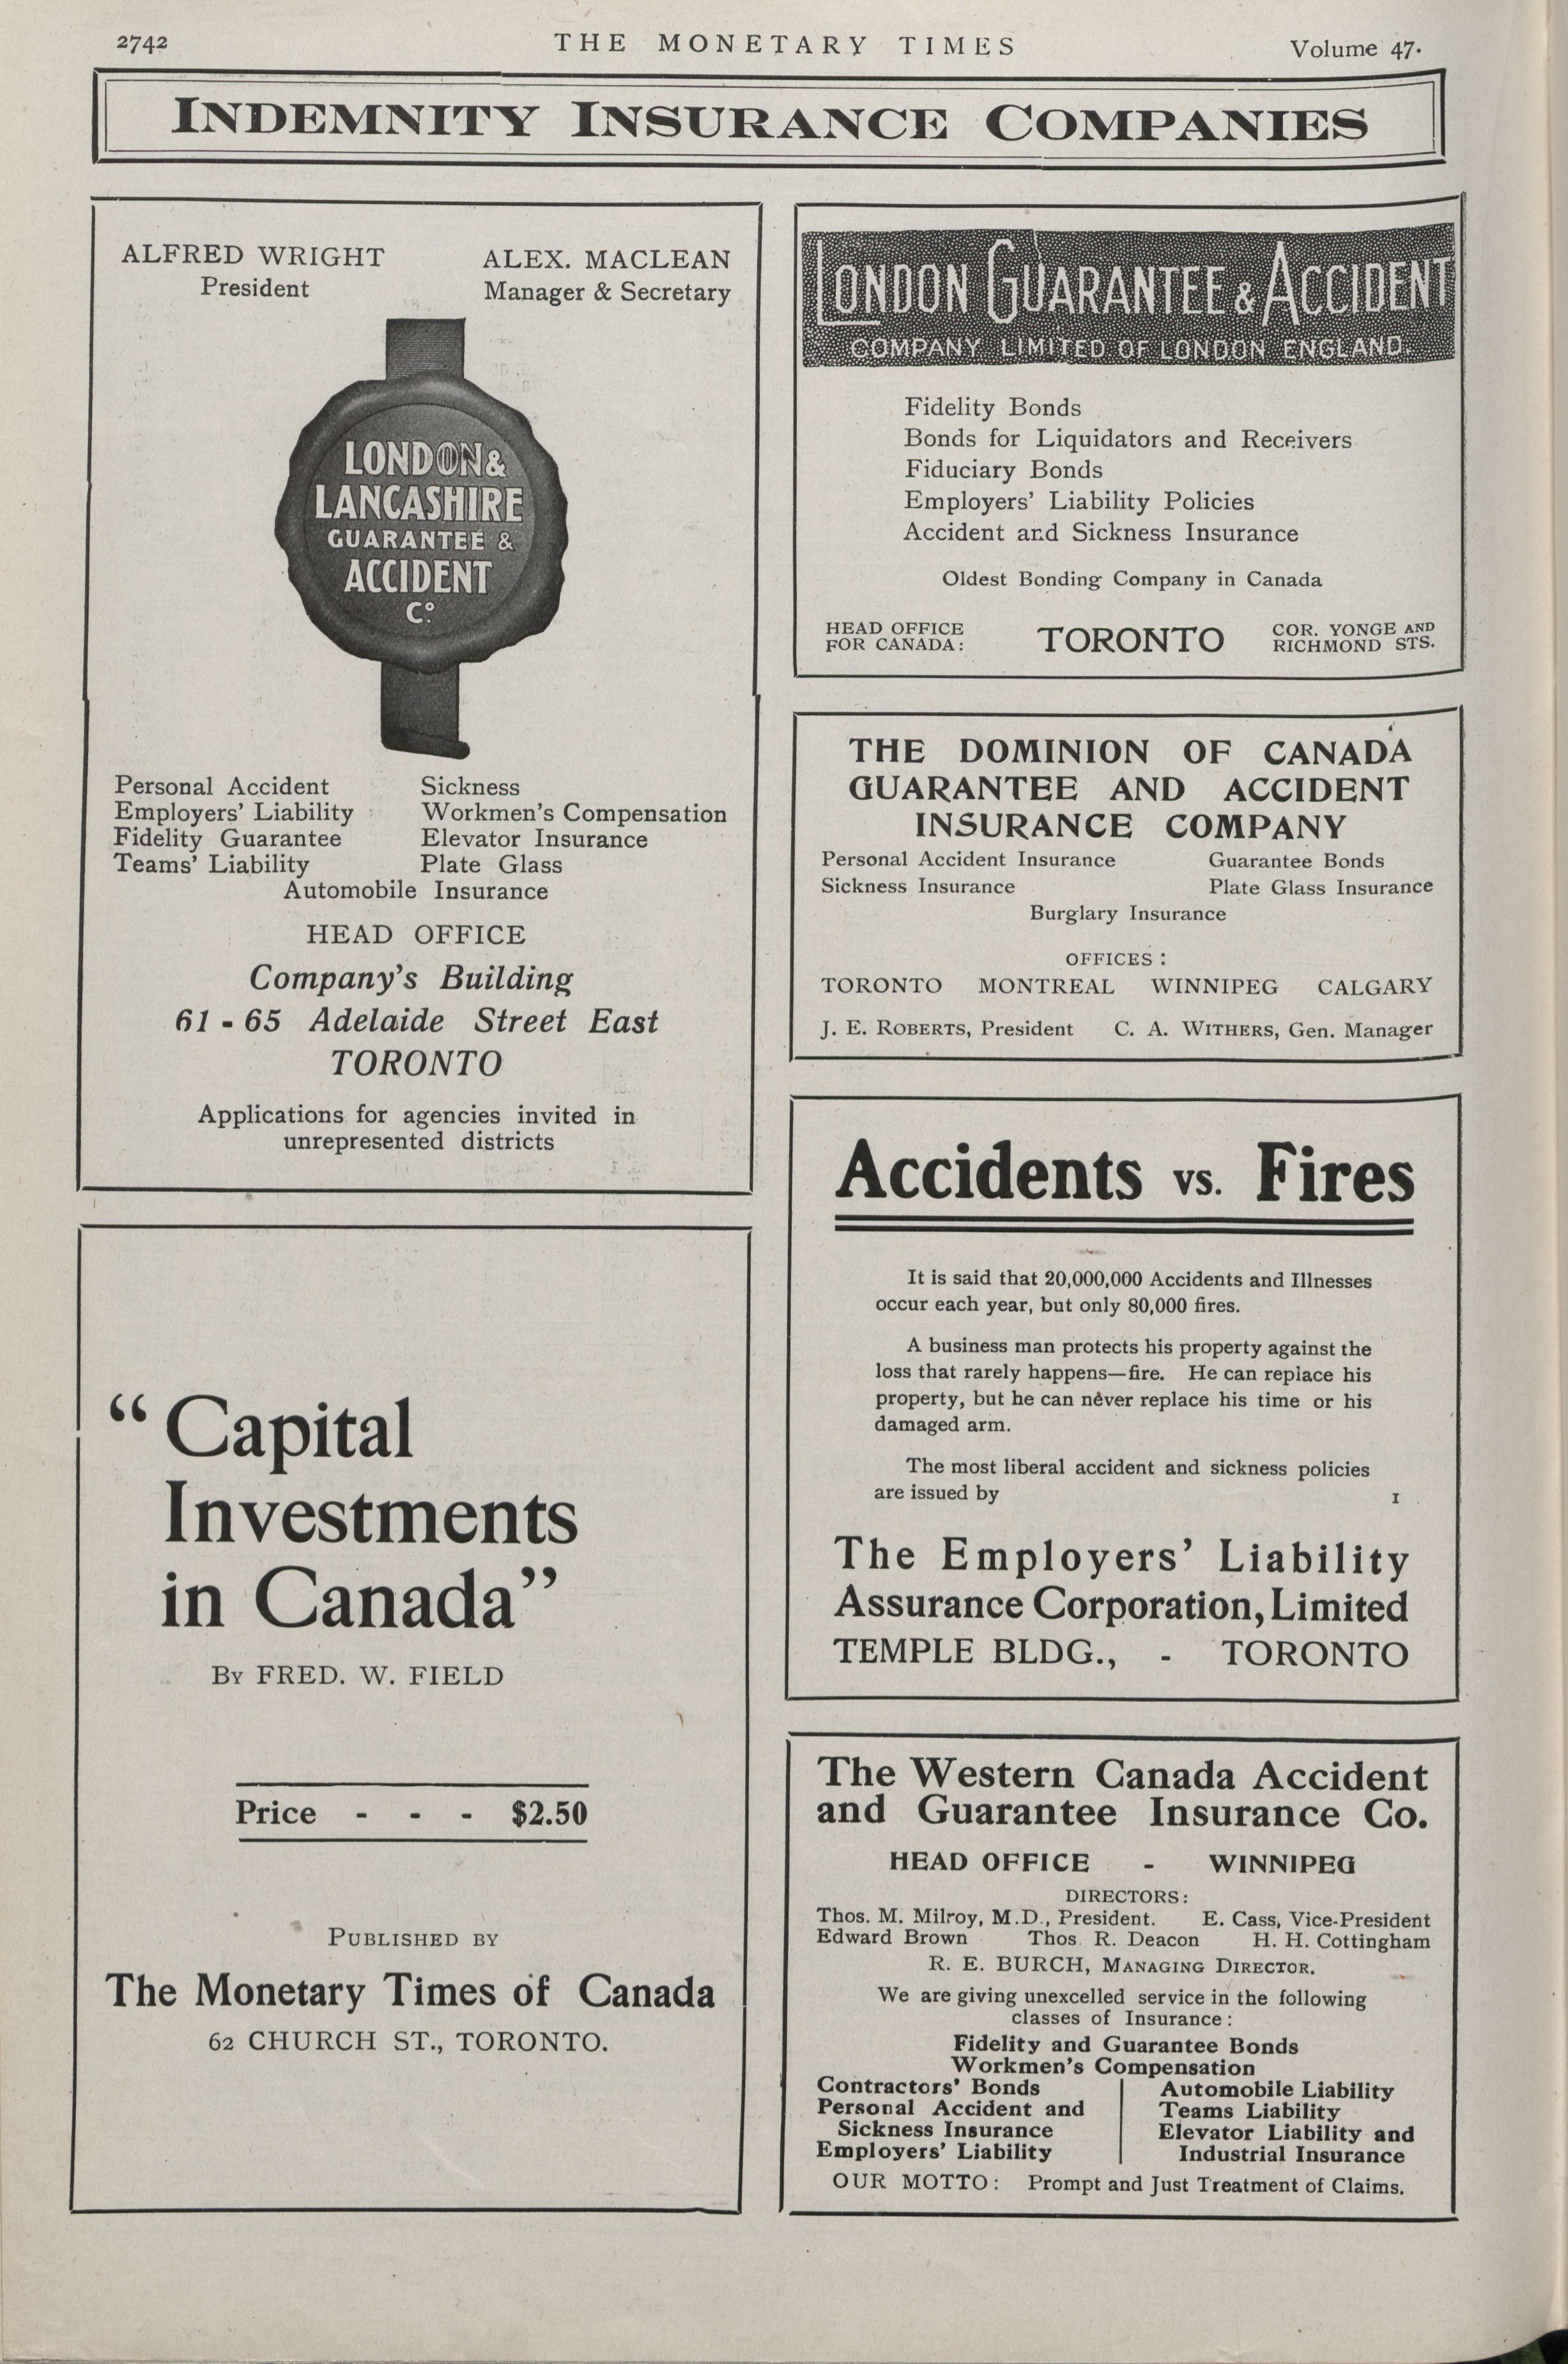 2742
THE MONETARY TIMES
Volume 47.
INDEMNITY INSURANCE COMPANIES
ALFRED WRIGHT
President
ALEX. MACLEAN
Manager & Secretary
LONDON &
LANCASHIRE
GUARANTEE &
ACCIDENT
Co.
Personal Accident
Sickness
Employers' Liability
Workmen's Compensation
Fidelity Guarantee
Elevator Insurance
Teams' Liability
Plate Glass
Automobile Insurance
HEAD OFFICE
Company's Building
61 - 65 Adelaide Street East
TORONTO
Applications for agencies invited in
unrepresented districts
"Capital
Investments
in Canada"
By FRED. W. FIELD
Price - - - $2.50
PUBLISHED BY
The Monetary Times of Canada
62 CHURCH ST., TORONTO.
LONDON GUARANTEE & ACCIDENT
COMPANY LIMITED OF LONDON ENGLAND
Fidelity Bonds
Bonds for Liquidators and Receivers
Fiduciary Bonds
Employers' Liability Policies
Accident and Sickness Insurance
Oldest Bonding Company in Canada
HEAD OFFICE
FOR CANADA:
TORONTO
COR. YONGE AND
RICHMOND STS.
THE DOMINION OF CANADA
GUARANTEE AND ACCIDENT
INSURANCE COMPANY
Personal Accident Insurance
Guarantee Bonds
Sickness Insurance
Plate Glass Insurance
Burglary Insurance
OFFICES:
TORONTO MONTREAL WINNIPEG CALGARY
J. E. ROBERTS, President C. A. WITHERS, Gen. Manager
Accidents vs. Fires
It is said that 20,000,000 Accidents and Illnesses
occur each year, but only 80,000 fires.
A business man protects his property against the
loss that rarely happens—fire. He can replace his
property, but he can never replace his time or his
damaged arm.
The most liberal accident and sickness policies
are issued by
I
The Employers' Liability
Assurance Corporation, Limited
TEMPLE BLDG., - TORONTO
The Western Canada Accident
and Guarantee Insurance Co.
HEAD OFFICE - WINNIPEG
DIRECTORS:
Thos. M. Milroy, M.D., President. E. Cass, Vice-President
Edward Brown Thos. R. Deacon H. H. Cottingham
R. E. BURCH, MANAGING DIRECTOR.
We are giving unexcelled service in the following
classes of Insurance:
Fidelity and Guarantee Bonds
Workmen's Compensation
Contractors' Bonds
Personal Accident and
Sickness Insurance
Employers' Liability
Automobile Liability
Teams Liability
Elevator Liability and
Industrial Insurance
OUR MOTTO: Prompt and Just Treatment of Claims.